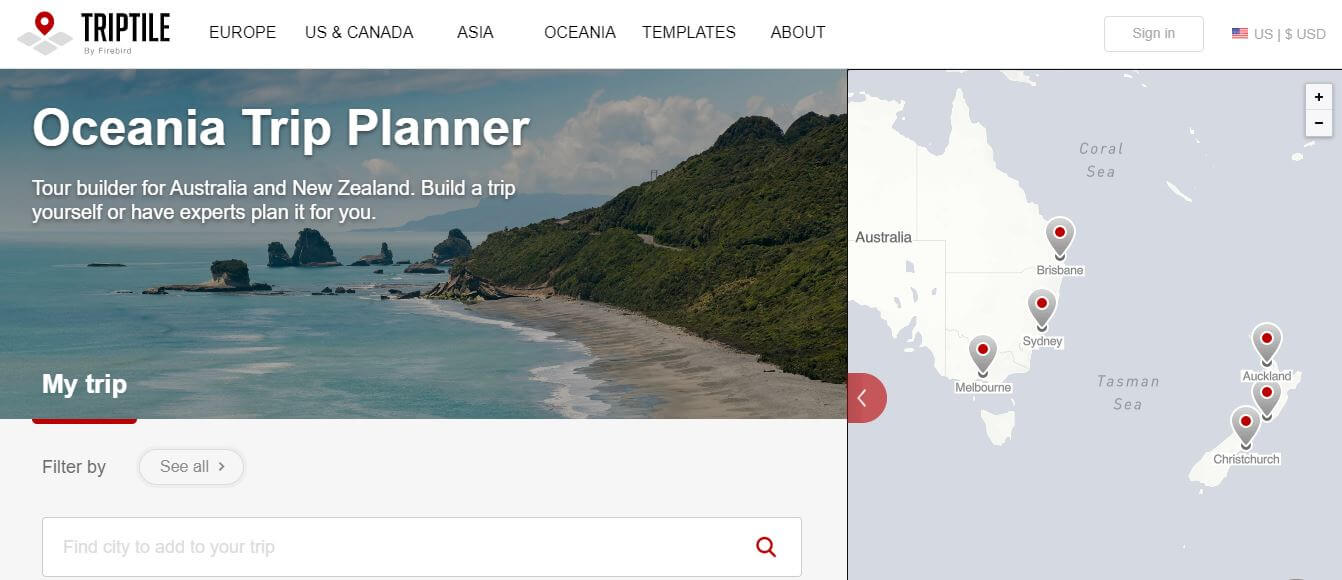 TRIPTILE
By Firebird
EUROPE
US & CANADA
ASIA
OCEANIA
TEMPLATES
ABOUT
Sign in
US | $ USD
Oceania Trip Planner
Tour builder for Australia and New Zealand. Build a trip
yourself or have experts plan it for you.
My trip
Filter by
See all
Find city to add to your trip
+
-
Coral
Sea
Australia
Brisbane
Sydney
Melbourne
Tasman
Sea
Auckland
Christchurch